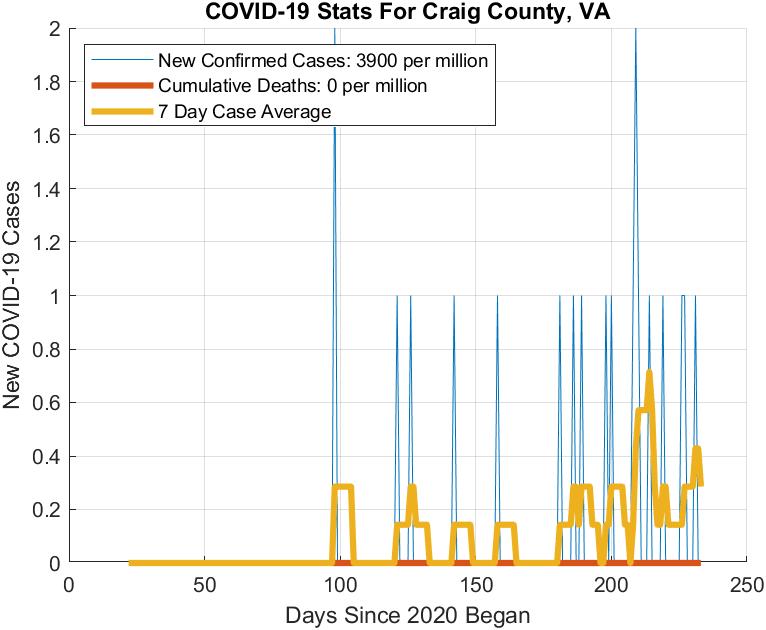 COVID-19 Stats For Craig County, VA
New Confirmed Cases: 3900 per million
Cumulative Deaths: 0 per million
7 Day Case Average
New COVID-19 Cases
2
1.8
1.6
1.4
1.2
1
0.8
0.6
0.4
0.2
0
0 50 100 150 200 250
Days Since 2020 Began